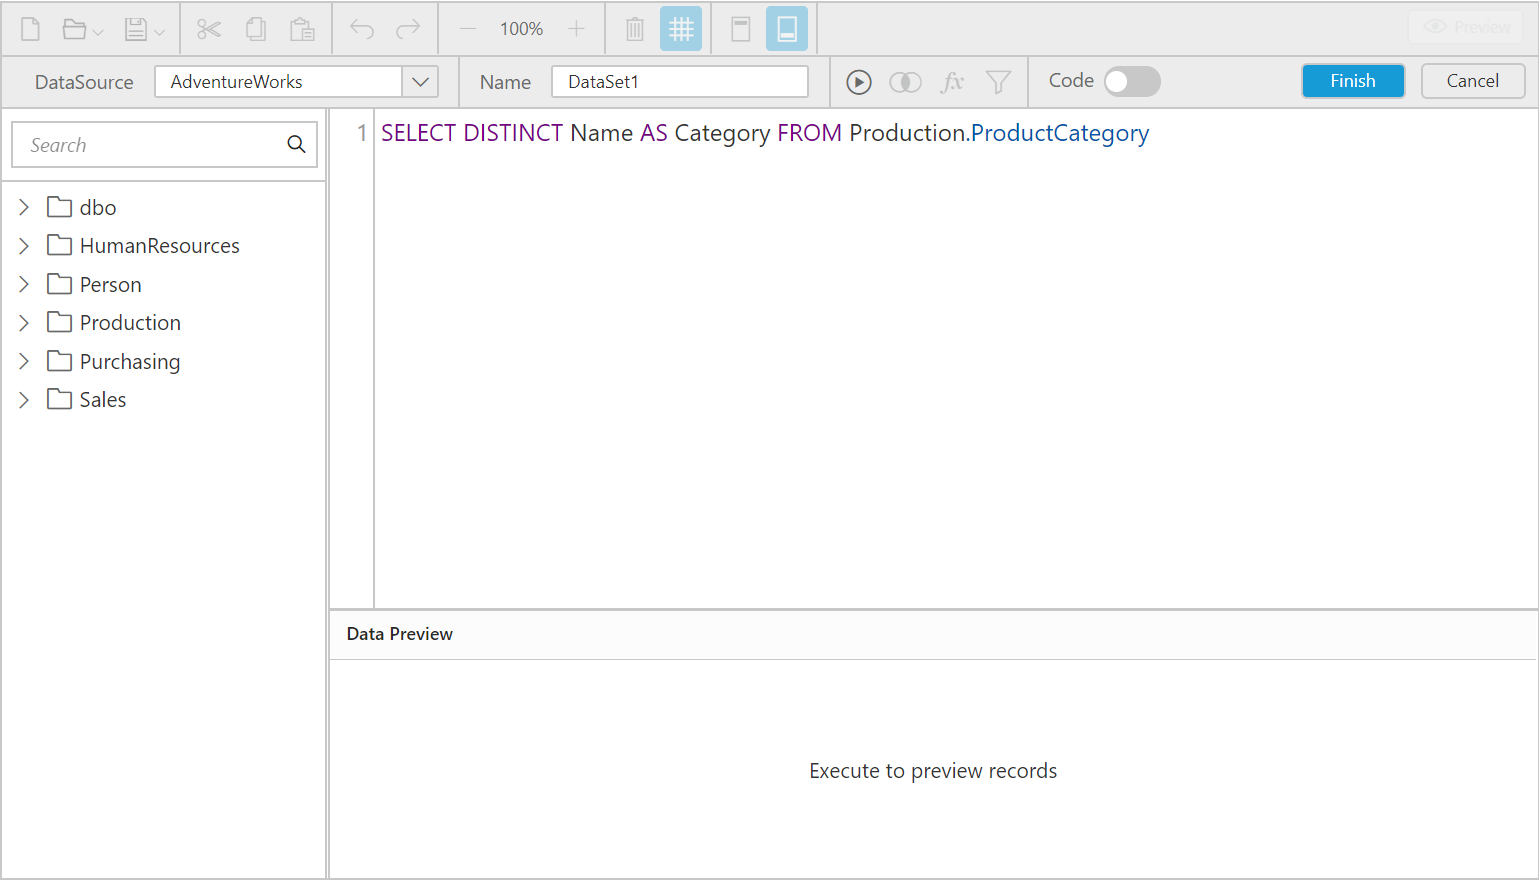 100%
Preview
DataSource AdventureWorks Name DataSet1 fx Code Finish Cancel
Search
1 SELECT DISTINCT Name AS Category FROM Production.ProductCategory
dbo
HumanResources
Person
Production
Purchasing
Sales
Data Preview
Execute to preview records